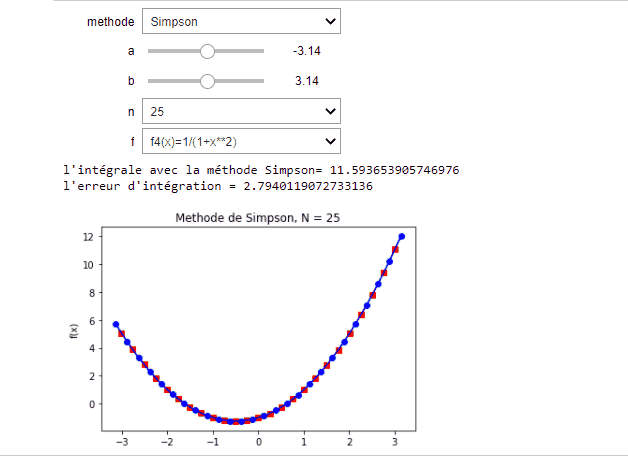 methode Simpson
a -3.14
b 3.14
n 25
f f4(x)=1/(1+x**2)
l'intégrale avec la méthode Simpson= 11.593653905746976
l'erreur d'intégration = 2.7940119072733136
Methode de Simpson, N = 25
12
10
8
6
4
2
0
f(x)
−3 −2 −1 0 1 2 3